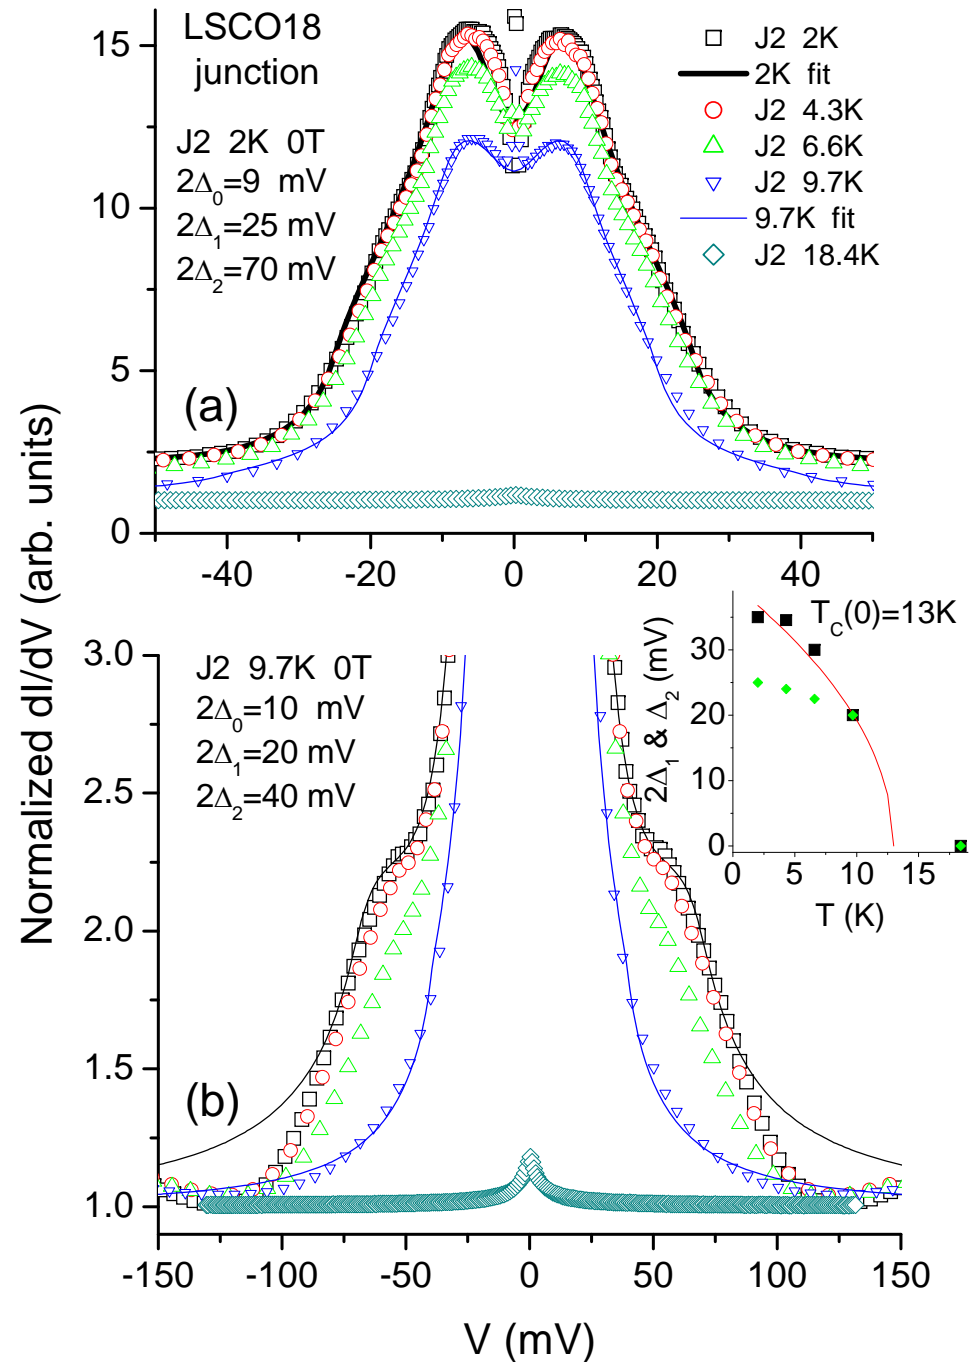 LSCO18
junction
J2 2K 0T
2Δ₀=9 mV
2Δ₁=25 mV
2Δ₂=70 mV
J2 2K
2K fit
J2 4.3K
J2 6.6K
J2 9.7K
9.7K fit
J2 18.4K
15
10
5
0
(a)
-40 -20 0 20 40
Normalized dI/dV (arb. units)
J2 9.7K 0T
2Δ₀=10 mV
2Δ₁=20 mV
2Δ₂=40 mV
3.0
2.5
2.0
1.5
1.0
(b)
T_C(0)=13K
2Δ₁ & Δ₂ (mV)
30
20
10
0
0 5 10 15
T (K)
-150 -100 -50 0 50 100 150
V (mV)